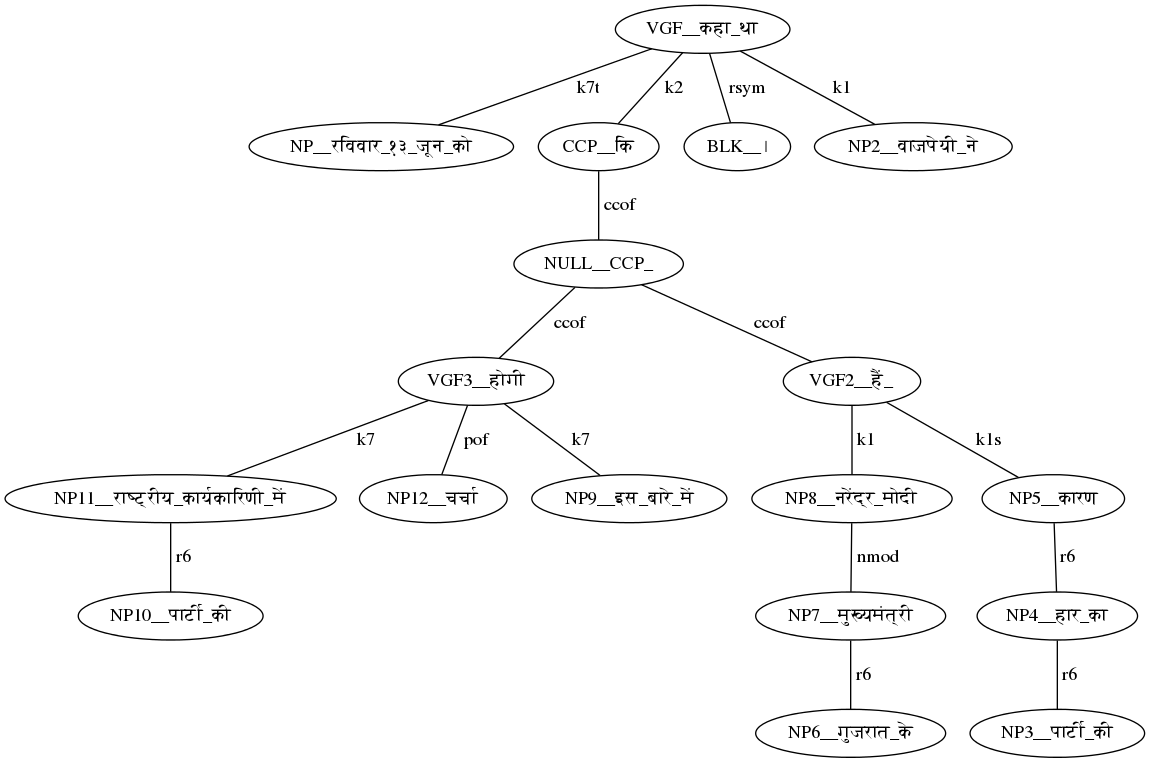 VGF__कहा_था
k7t k2 rsym k1
NP__रविवार_१३_जून_को CCP__कि BLK__। NP2__वाजपेयी_ने
ccof
NULL__CCP_
ccof ccof
VGF3__होगी VGF2__हैं_
k7 pof k7 k1 k1s
NP11__राष्ट्रीय_कार्यकारिणी_में NP12__चर्चा NP9__इस_बारे_में NP8__नरेंद्र_मोदी NP5__कारण
r6 nmod r6
NP10__पार्टी_की NP7__मुख्यमंत्री NP4__हार_का
r6 r6
NP6__गुजरात_के NP3__पार्टी_की